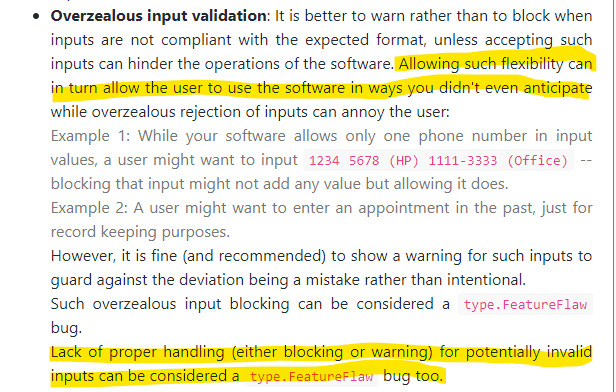 • Overzealous input validation: It is better to warn rather than to block when
inputs are not compliant with the expected format, unless accepting such
inputs can hinder the operations of the software. Allowing such flexibility can
in turn allow the user to use the software in ways you didn't even anticipate
while overzealous rejection of inputs can annoy the user:
Example 1: While your software allows only one phone number in input
values, a user might want to input 1234 5678 (HP) 1111-3333 (Office) --
blocking that input might not add any value but allowing it does.
Example 2: A user might want to enter an appointment in the past, just for
record keeping purposes.
However, it is fine (and recommended) to show a warning for such inputs to
guard against the deviation being a mistake rather than intentional.
Such overzealous input blocking can be considered a type.FeatureFlaw
bug.
Lack of proper handling (either blocking or warning) for potentially invalid
inputs can be considered a type.FeatureFlaw bug too.